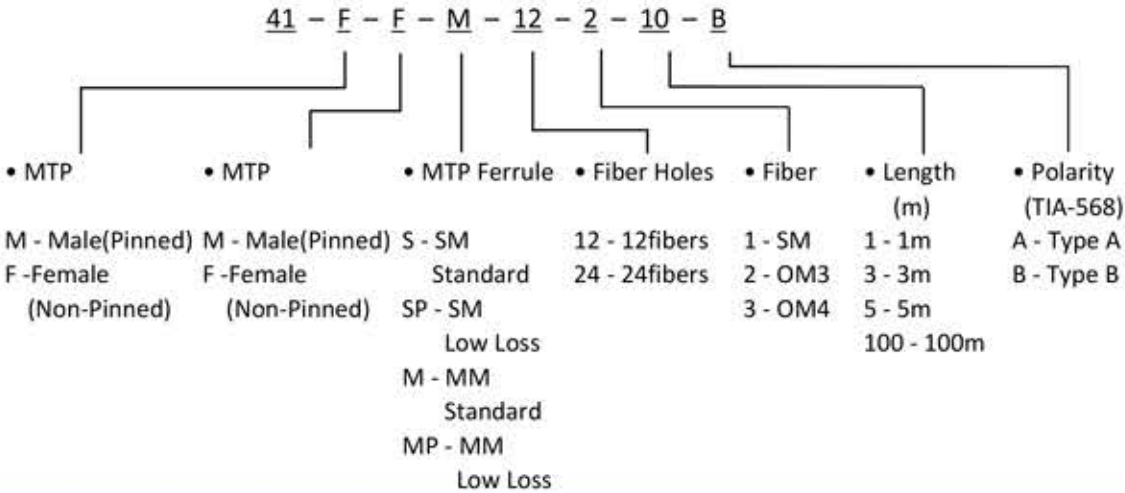 41 – F – F – M – 12 – 2 – 10 – B
• MTP
M - Male(Pinned)
F -Female
(Non-Pinned)
• MTP
M - Male(Pinned)
F -Female
(Non-Pinned)
• MTP Ferrule
S - SM
Standard
SP - SM
Low Loss
M - MM
Standard
MP - MM
Low Loss
• Fiber Holes
12 - 12fibers
24 - 24fibers
• Fiber
1 - SM
2 - OM3
3 - OM4
• Length
(m)
1 - 1m
3 - 3m
5 - 5m
100 - 100m
• Polarity
(TIA-568)
A - Type A
B - Type B